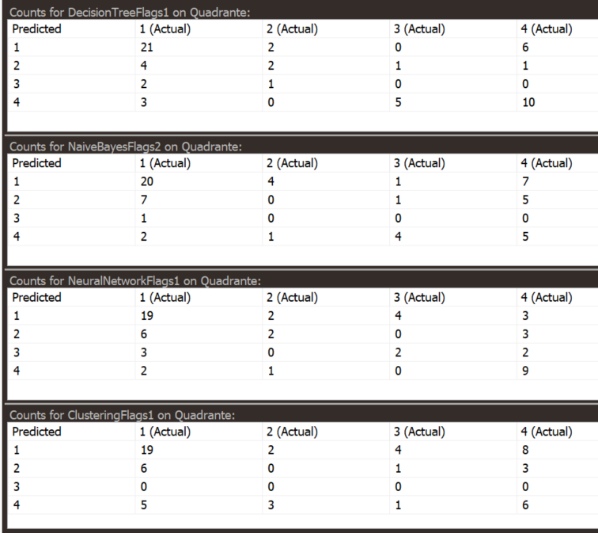 Counts for DecisionTreeFlags1 on Quadrante:
Predicted 1 (Actual) 2 (Actual) 3 (Actual) 4 (Actual)
1 21 2 0 6
2 4 2 1 1
3 2 1 0 0
4 3 0 5 10
Counts for NaiveBayesFlags2 on Quadrante:
Predicted 1 (Actual) 2 (Actual) 3 (Actual) 4 (Actual)
1 20 4 1 7
2 7 0 1 5
3 1 0 0 0
4 2 1 4 5
Counts for NeuralNetworkFlags1 on Quadrante:
Predicted 1 (Actual) 2 (Actual) 3 (Actual) 4 (Actual)
1 19 2 4 3
2 6 2 0 3
3 3 0 2 2
4 2 1 0 9
Counts for ClusteringFlags1 on Quadrante:
Predicted 1 (Actual) 2 (Actual) 3 (Actual) 4 (Actual)
1 19 2 4 8
2 6 0 1 3
3 0 0 0 0
4 5 3 1 6